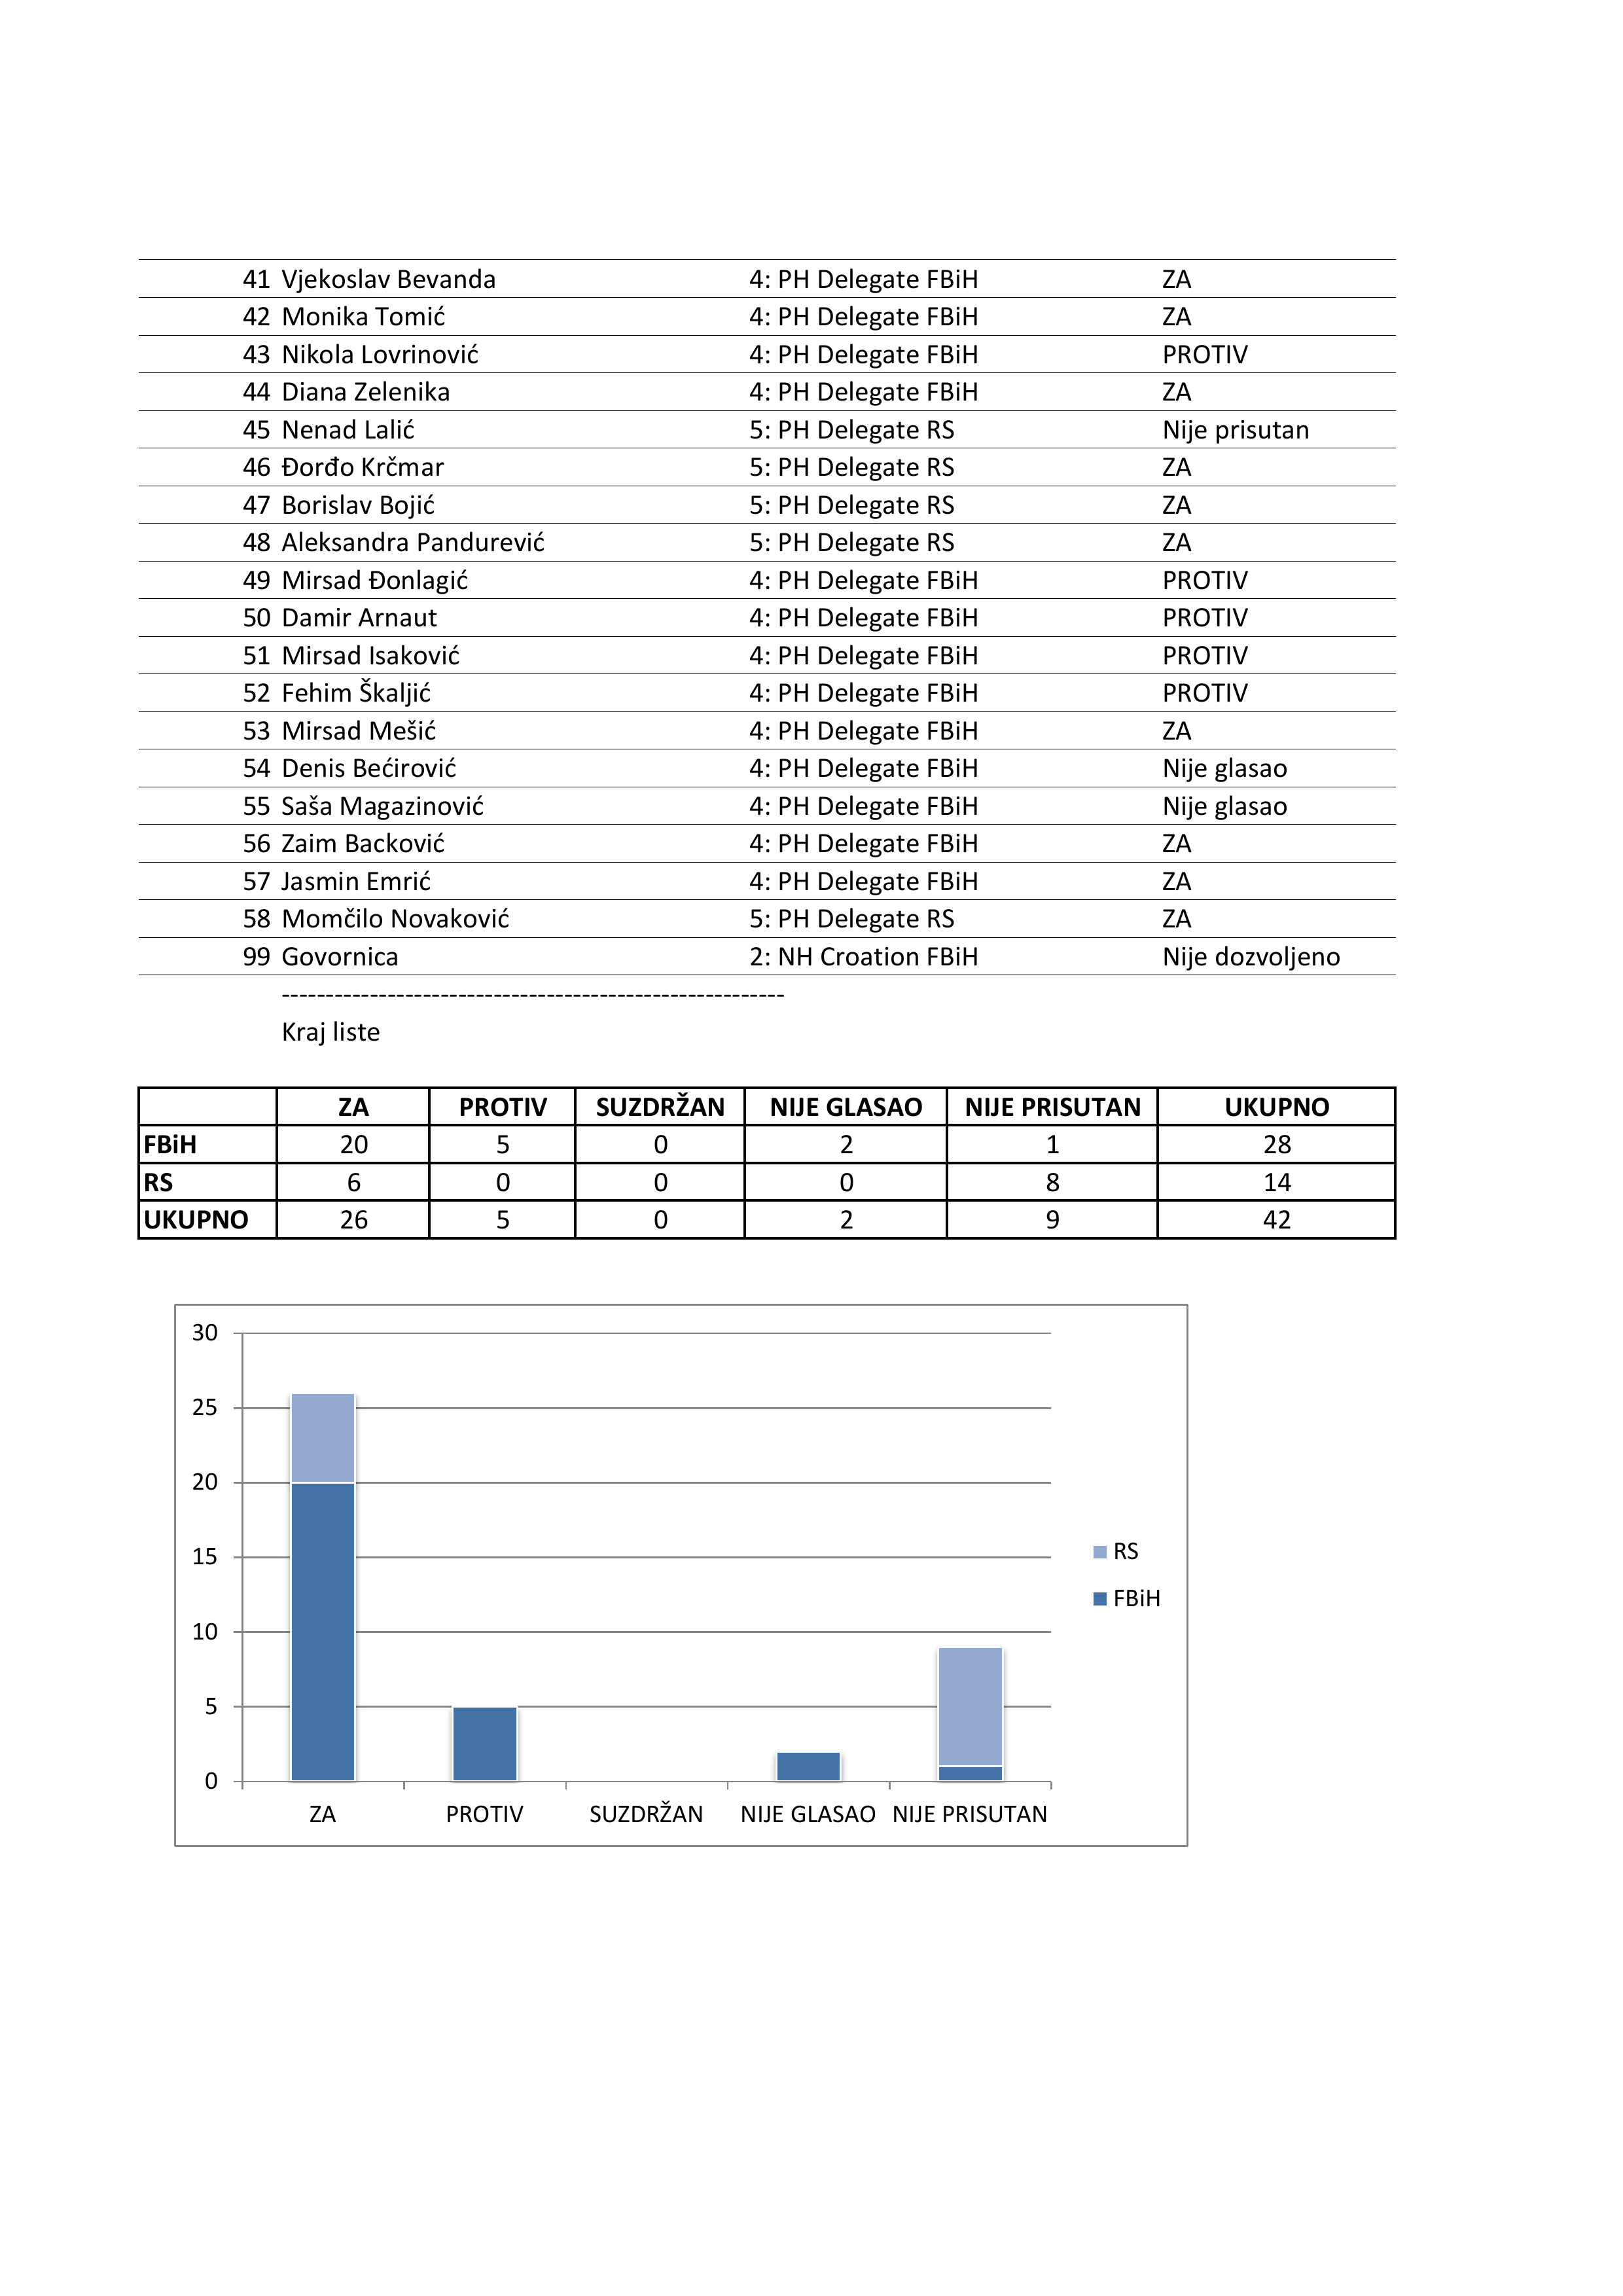 41 Vjekoslav Bevanda 4: PH Delegate FBiH ZA
42 Monika Tomić 4: PH Delegate FBiH ZA
43 Nikola Lovrinović 4: PH Delegate FBiH PROTIV
44 Diana Zelenika 4: PH Delegate FBiH ZA
45 Nenad Lalić 5: PH Delegate RS Nije prisutan
46 Đorđo Krčmar 5: PH Delegate RS ZA
47 Borislav Bojić 5: PH Delegate RS ZA
48 Aleksandra Pandurević 5: PH Delegate RS ZA
49 Mirsad Đonlagić 4: PH Delegate FBiH PROTIV
50 Damir Arnaut 4: PH Delegate FBiH PROTIV
51 Mirsad Isaković 4: PH Delegate FBiH PROTIV
52 Fehim Škaljić 4: PH Delegate FBiH PROTIV
53 Mirsad Mešić 4: PH Delegate FBiH ZA
54 Denis Bećirović 4: PH Delegate FBiH Nije glasao
55 Saša Magazinović 4: PH Delegate FBiH Nije glasao
56 Zaim Backović 4: PH Delegate FBiH ZA
57 Jasmin Emrić 4: PH Delegate FBiH ZA
58 Momčilo Novaković 5: PH Delegate RS ZA
99 Govornica 2: NH Croation FBiH Nije dozvoljeno
---------------------------------------------------------
Kraj liste
ZA PROTIV SUZDRŽAN NIJE GLASAO NIJE PRISUTAN UKUPNO
FBiH 20 5 0 2 1 28
RS 6 0 0 0 8 14
UKUPNO 26 5 0 2 9 42
30
25
20
15
10
5
0
ZA PROTIV SUZDRŽAN NIJE GLASAO NIJE PRISUTAN
RS
FBiH